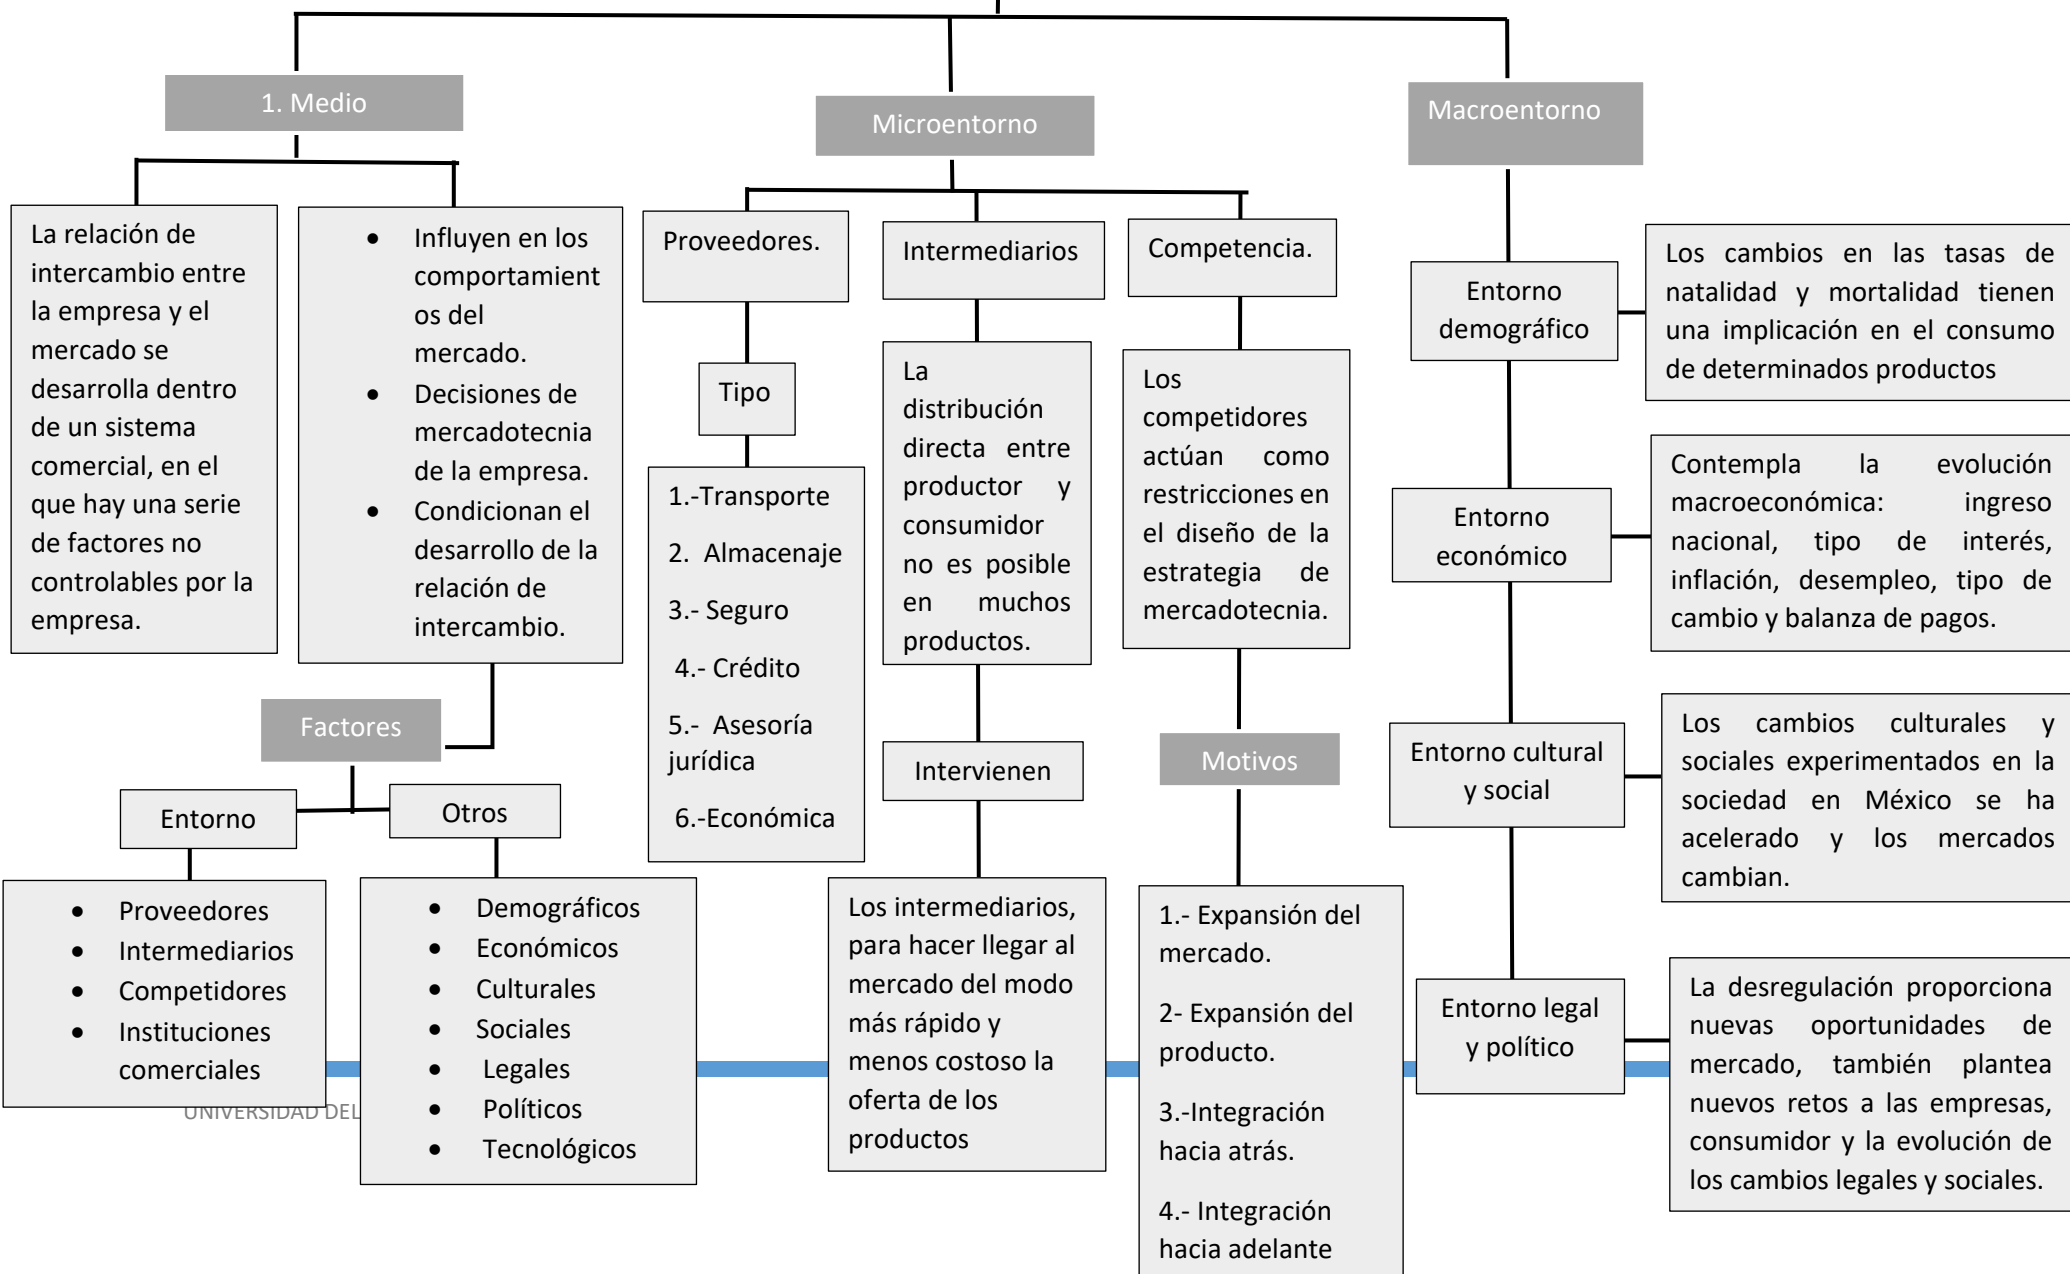 1. Medio
Microentorno
Macroentorno
La relación de
intercambio entre
la empresa y el
mercado se
desarrolla dentro
de un sistema
comercial, en el
que hay una serie
de factores no
controlables por la
empresa.
• Influyen en los
comportamient
os del
mercado.
• Decisiones de
mercadotecnia
de la empresa.
• Condicionan el
desarrollo de la
relación de
intercambio.
Factores
Entorno
Otros
• Proveedores
• Intermediarios
• Competidores
• Instituciones
comerciales
• Demográficos
• Económicos
• Culturales
• Sociales
• Legales
• Políticos
• Tecnológicos
Proveedores.
Tipo
1.-Transporte
2. Almacenaje
3.- Seguro
4.- Crédito
5.- Asesoría
jurídica
6.-Económica
Intermediarios
La
distribución
directa entre
productor y
consumidor
no es posible
en muchos
productos.
Intervienen
Los intermediarios,
para hacer llegar al
mercado del modo
más rápido y
menos costoso la
oferta de los
productos
Competencia.
Los
competidores
actúan como
restricciones en
el diseño de la
estrategia de
mercadotecnia.
Motivos
1.- Expansión del
mercado.
2- Expansión del
producto.
3.-Integración
hacia atrás.
4.- Integración
hacia adelante
Entorno
demográfico
Los cambios en las tasas de
natalidad y mortalidad tienen
una implicación en el consumo
de determinados productos
Entorno
económico
Contempla la evolución
macroeconómica: ingreso
nacional, tipo de interés,
inflación, desempleo, tipo de
cambio y balanza de pagos.
Entorno cultural
y social
Los cambios culturales y
sociales experimentados en la
sociedad en México se ha
acelerado y los mercados
cambian.
Entorno legal
y político
La desregulación proporciona
nuevas oportunidades de
mercado, también plantea
nuevos retos a las empresas,
consumidor y la evolución de
los cambios legales y sociales.
UNIVERSIDAD DEL